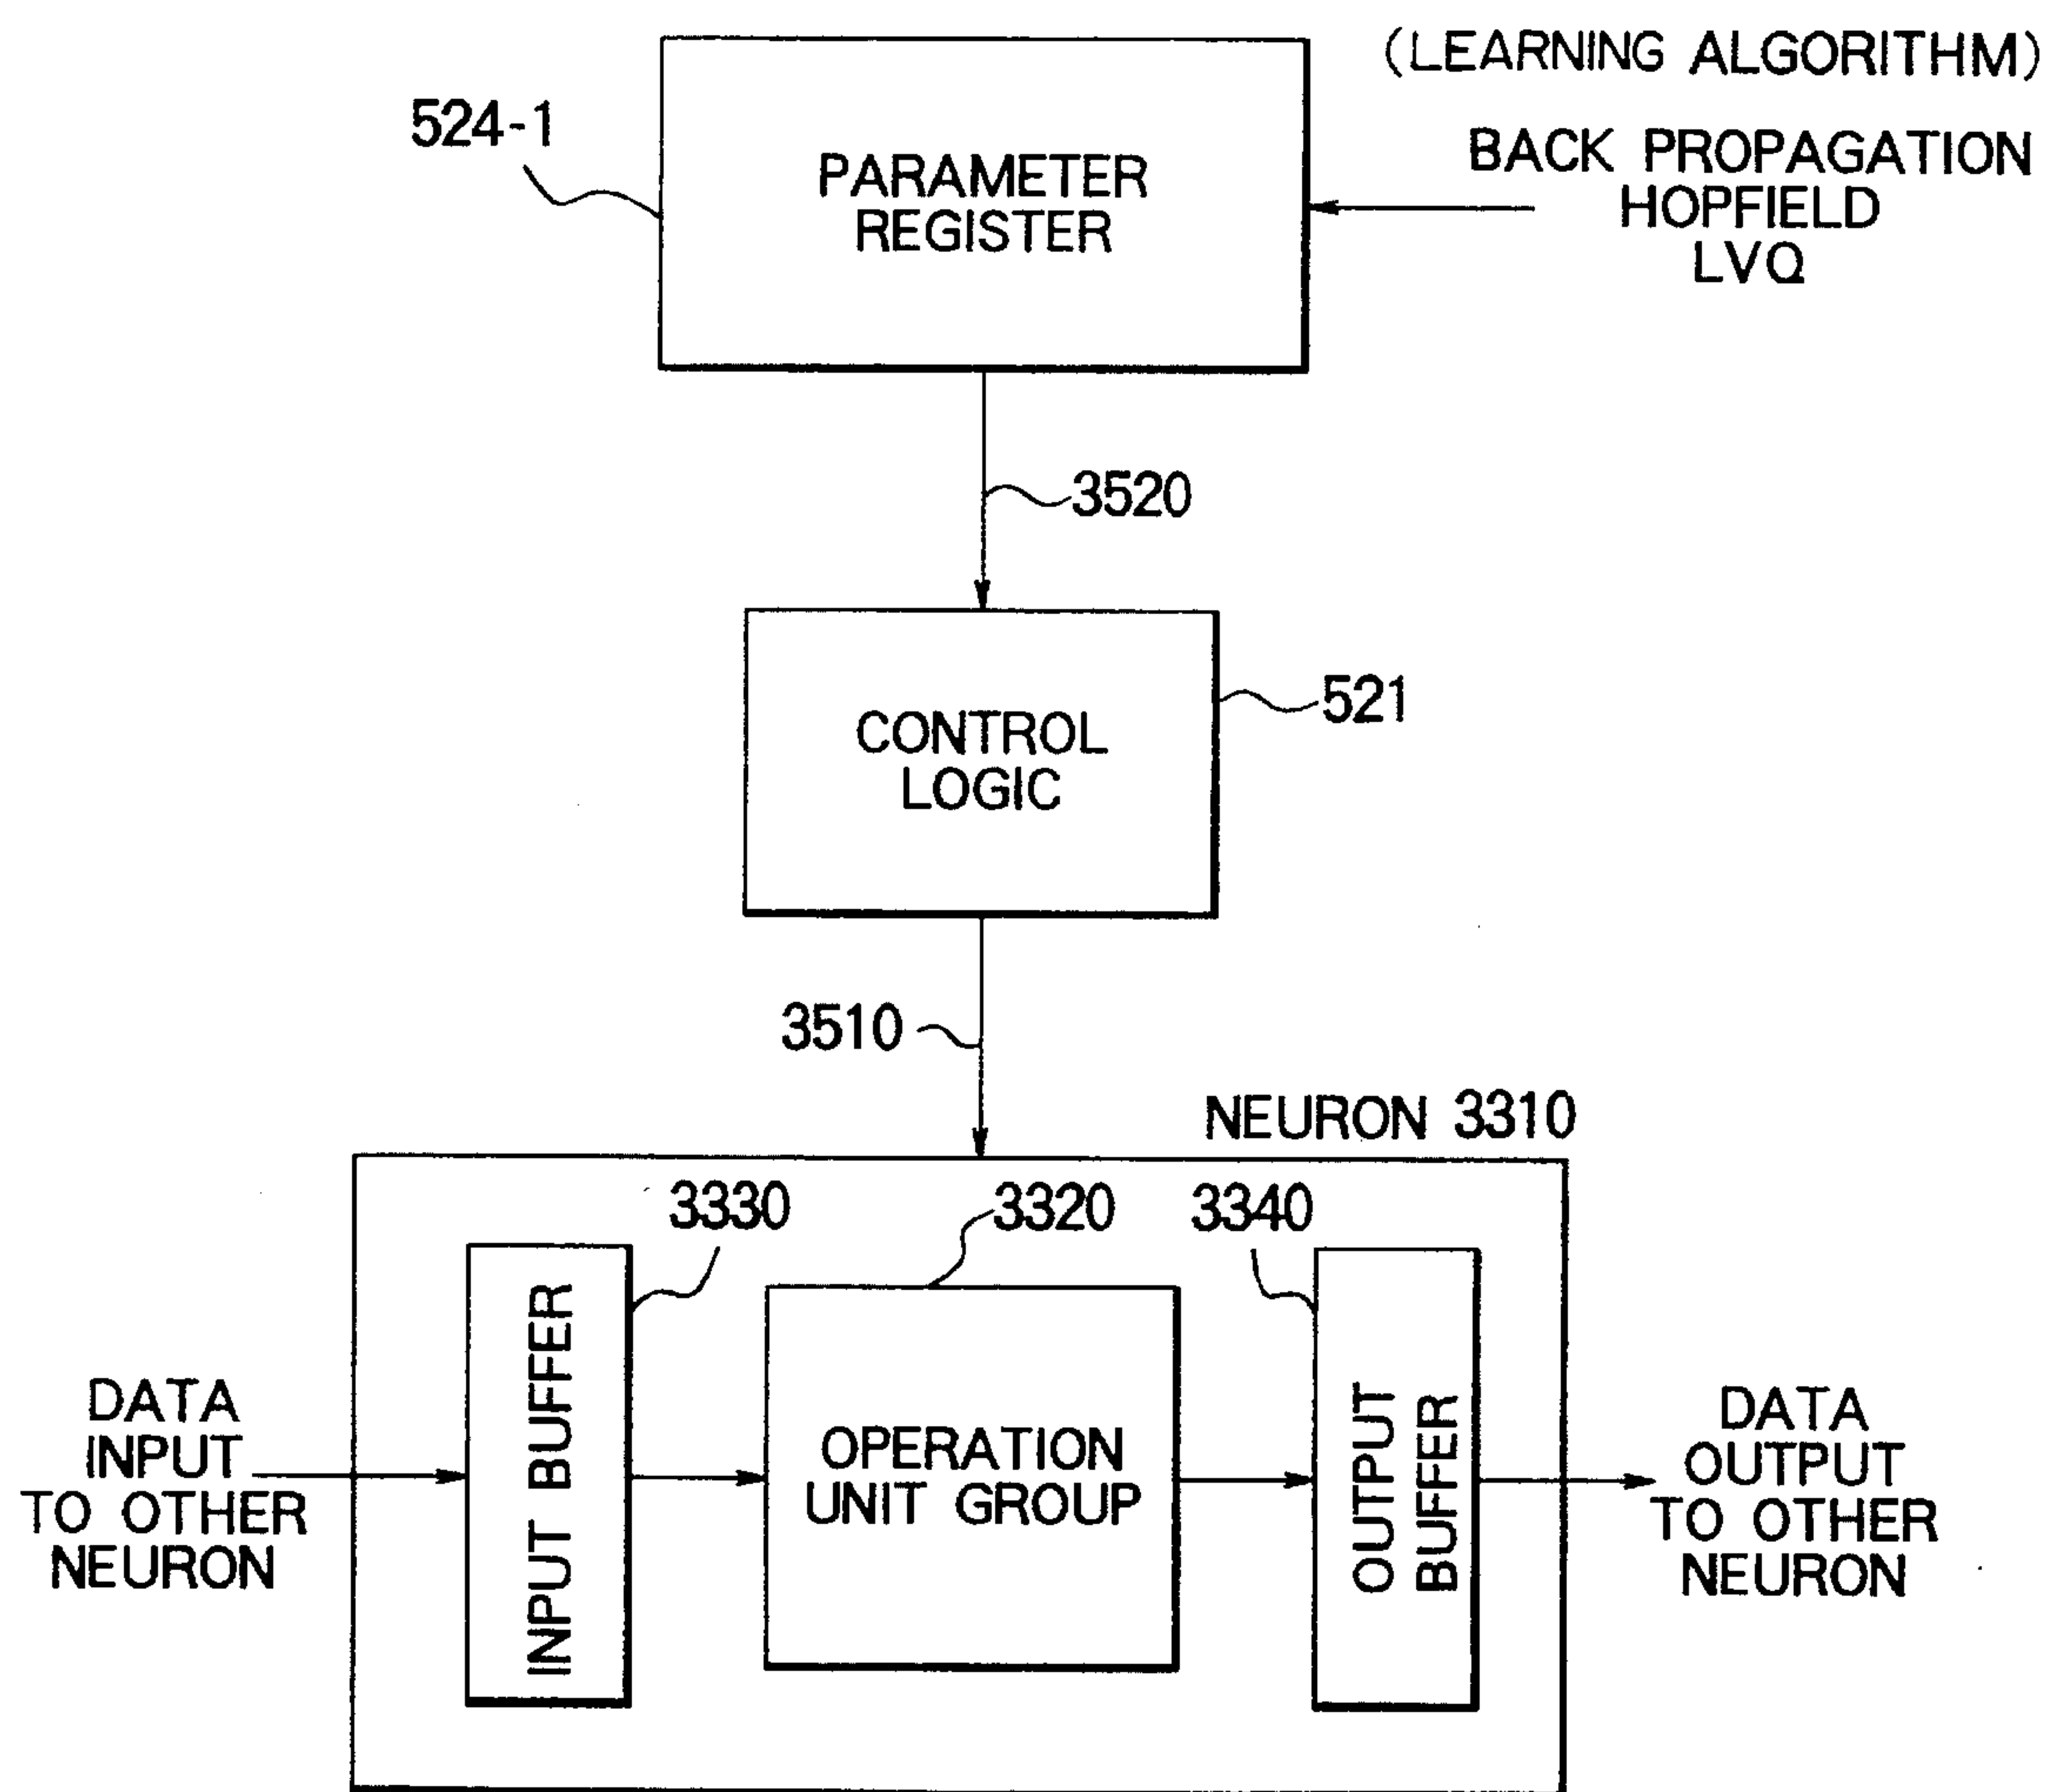 (LEARNING ALGORITHM)
524-1
PARAMETER
REGISTER
BACK PROPAGATION
HOPFIELD
LVQ
3520
CONTROL
LOGIC
521
3510
NEURON 3310
3330
3320
3340
DATA
INPUT
TO OTHER
NEURON
INPUT BUFFER
OPERATION
UNIT GROUP
OUTPUT
BUFFER
DATA
OUTPUT
TO OTHER
NEURON